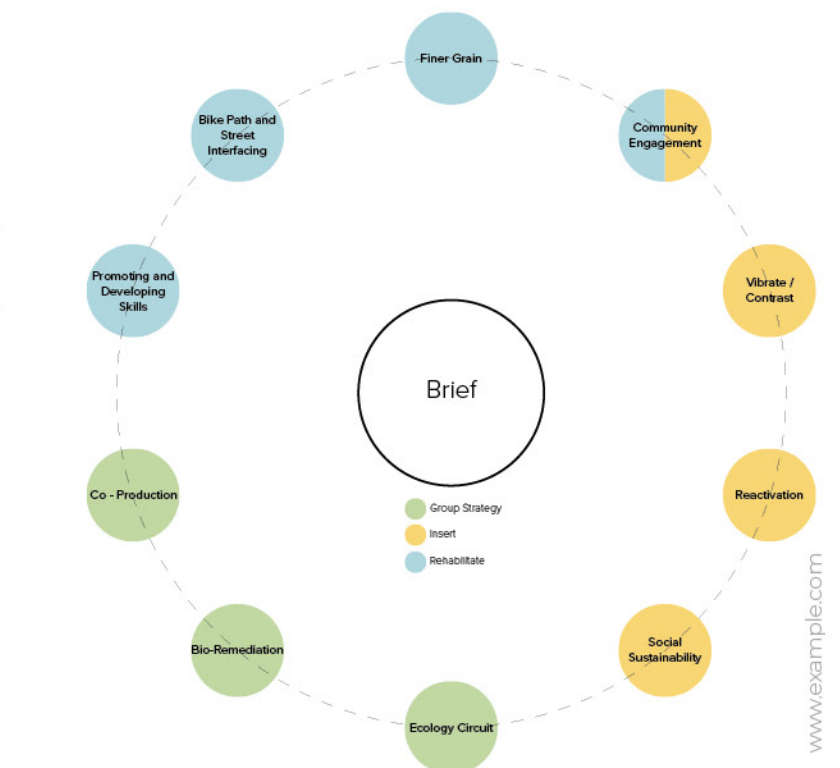 Finer Grain
Bike Path and
Street
Interfacing
Community
Engagement
Promoting and
Developing
Skills
Vibrate /
Contrast
Brief
Co - Production
Reactivation
Group Strategy
Insert
Rehabilitate
Bio-Remediation
Social
Sustainability
Ecology Circuit
www.example.com